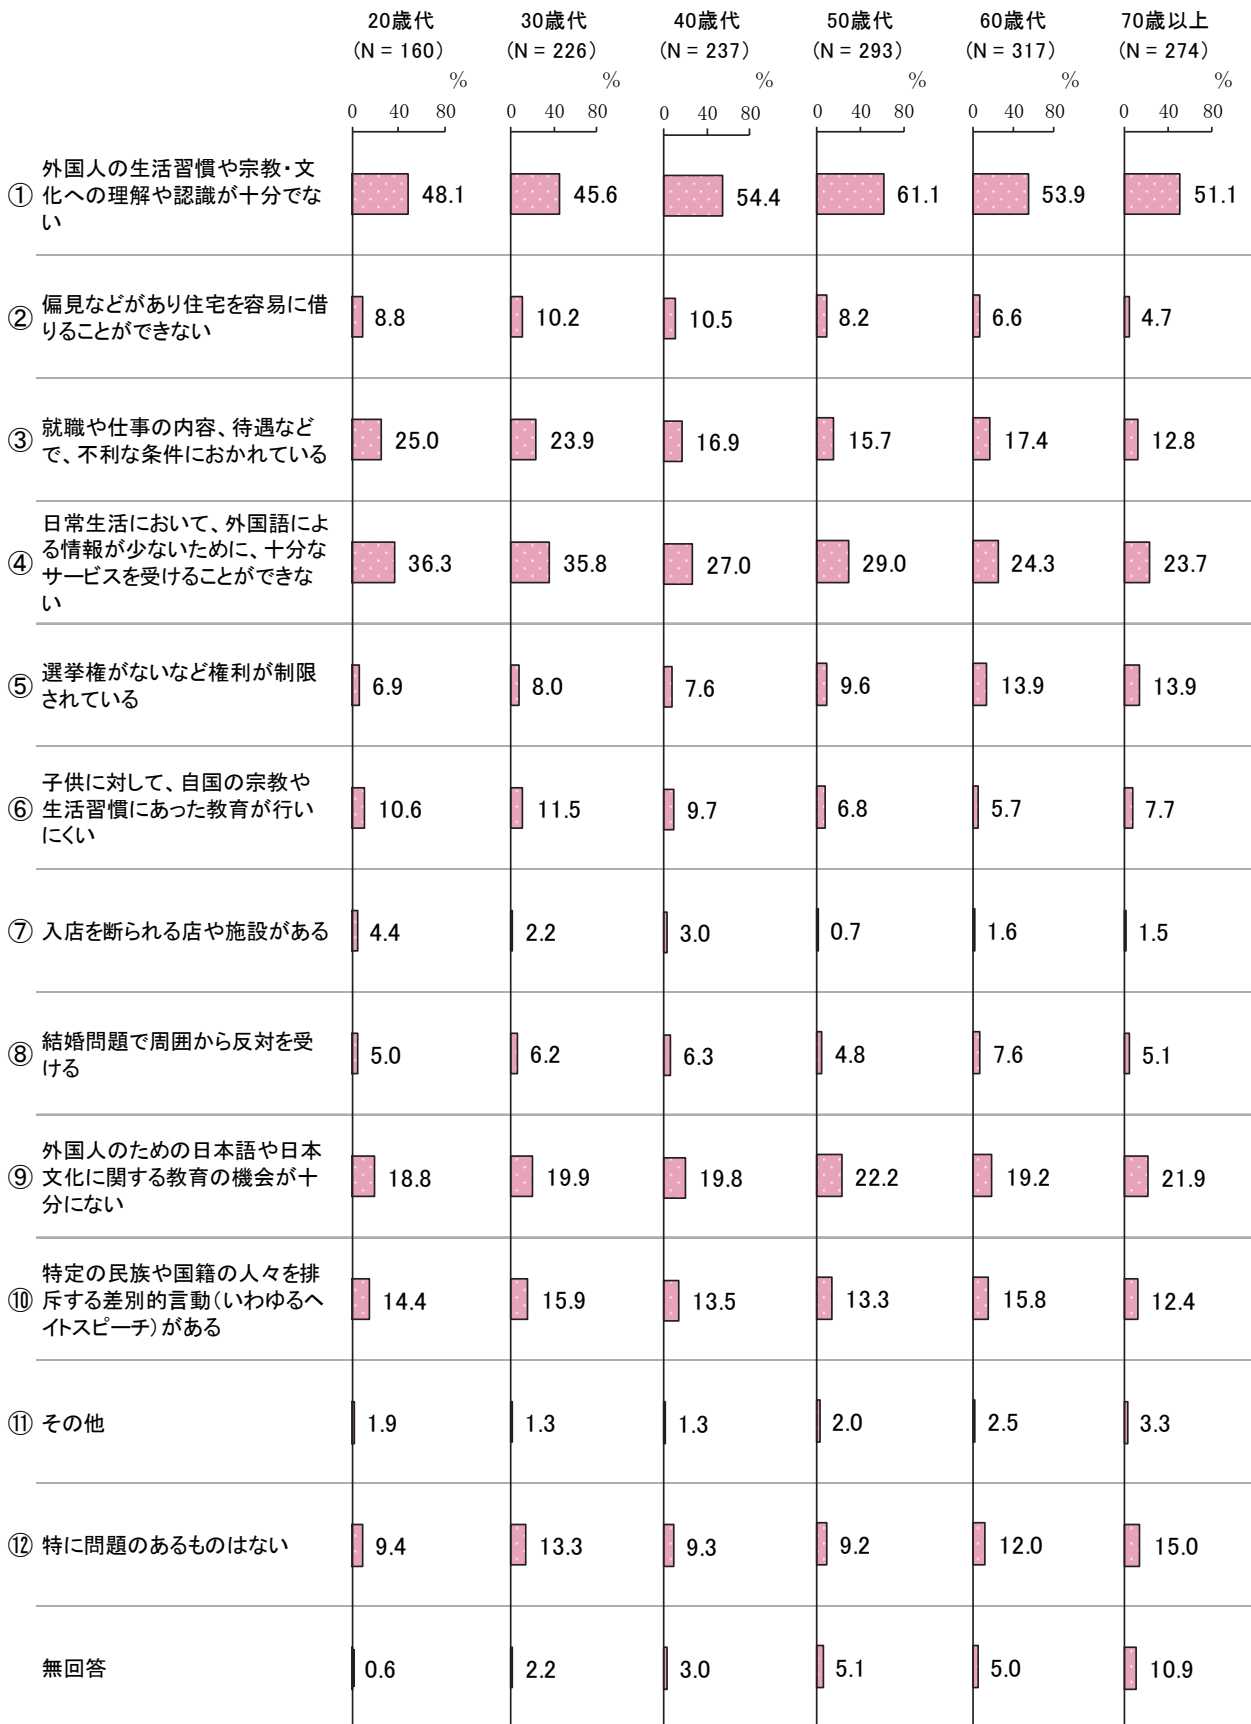 20歳代 30歳代 40歳代 50歳代 60歳代 70歳以上
(N = 160) (N = 226) (N = 237) (N = 293) (N = 317) (N = 274)
% % % % % %
0 40 80 0 40 80 0 40 80 0 40 80 0 40 80 0 40 80
外国人の生活習慣や宗教・文
① 化への理解や認識が十分でな 48.1 45.6 54.4 61.1 53.9 51.1
い
偏見などがあり住宅を容易に借
② りることができない 8.8 10.2 10.5 8.2 6.6 4.7
就職や仕事の内容、待遇など
③ で、不利な条件におかれている 25.0 23.9 16.9 15.7 17.4 12.8
日常生活において、外国語によ
る情報が少ないために、十分な
④ サービスを受けることができな 36.3 35.8 27.0 29.0 24.3 23.7
い
選挙権がないなど権利が制限
⑤ されている 6.9 8.0 7.6 9.6 13.9 13.9
子供に対して、自国の宗教や
⑥ 生活習慣にあった教育が行い 10.6 11.5 9.7 6.8 5.7 7.7
にくい
⑦ 入店を断られる店や施設がある 4.4 2.2 3.0 0.7 1.6 1.5
結婚問題で周囲から反対を受
⑧ ける 5.0 6.2 6.3 4.8 7.6 5.1
外国人のための日本語や日本
⑨ 文化に関する教育の機会が十 18.8 19.9 19.8 22.2 19.2 21.9
分にない
特定の民族や国籍の人々を排
⑩ 斥する差別的言動(いわゆるヘ 14.4 15.9 13.5 13.3 15.8 12.4
イトスピーチ)がある
⑪ その他 1.9 1.3 1.3 2.0 2.5 3.3
⑫ 特に問題のあるものはない 9.4 13.3 9.3 9.2 12.0 15.0
無回答 0.6 2.2 3.0 5.1 5.0 10.9